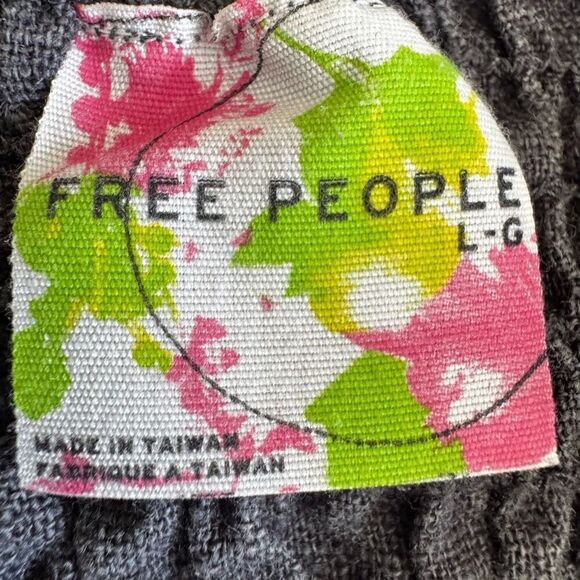 FREE PEOPLE
L-G
MADE IN TAIWAN
FABRIQUE A TAIWAN